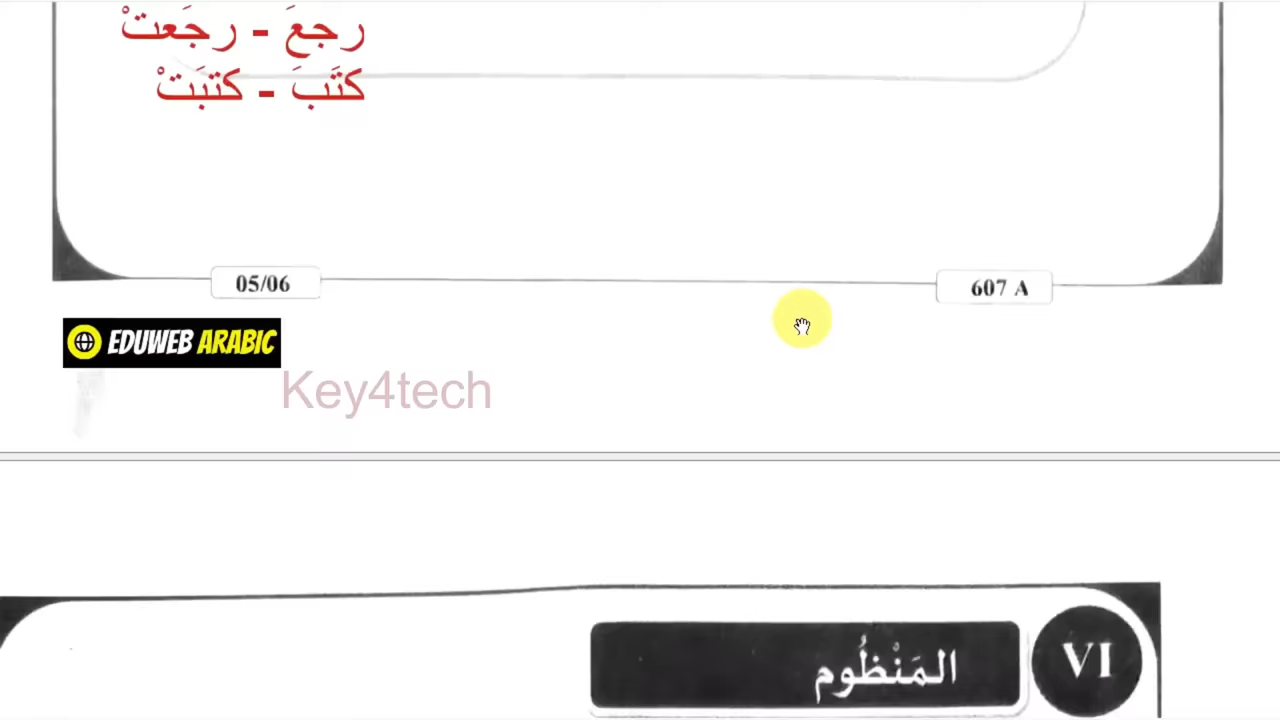 رجعَ - رجَعتْ
كتَبَ - كتبَتْ
05/06
607 A
EDUWEB ARABIC
Key4tech
المَنْظُوم
VI